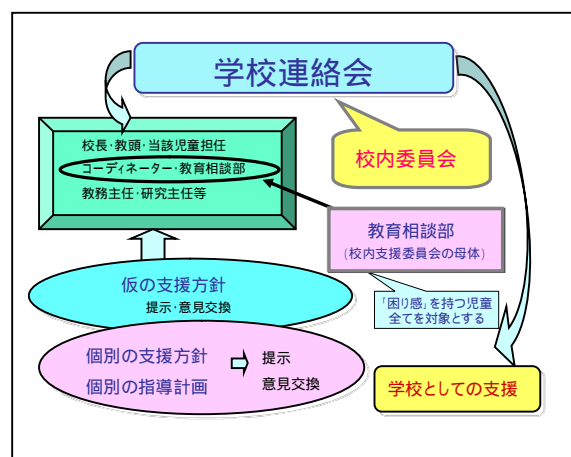 学校連絡会
校長・教頭・当該児童担任
コーディネーター・教育相談部
教務主任・研究主任等
校内委員会
教育相談部
(校内支援委員会の母体)
仮の支援方針
提示・意見交換
「困り感」を持つ児童
全てを対象とする
個別の支援方針
個別の指導計画
提示
意見交換
学校としての支援